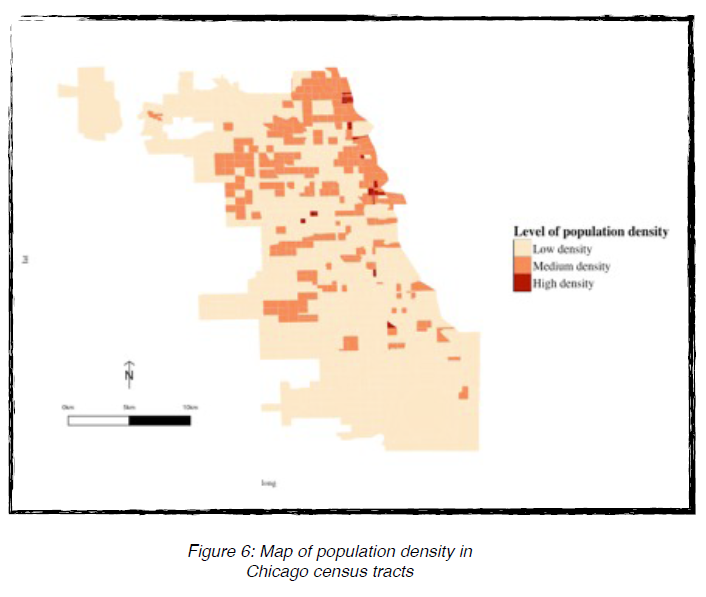 Level of population density
Low density
Medium density
High density
lat
N
0km 5km 10km
long
Figure 6: Map of population density in
Chicago census tracts